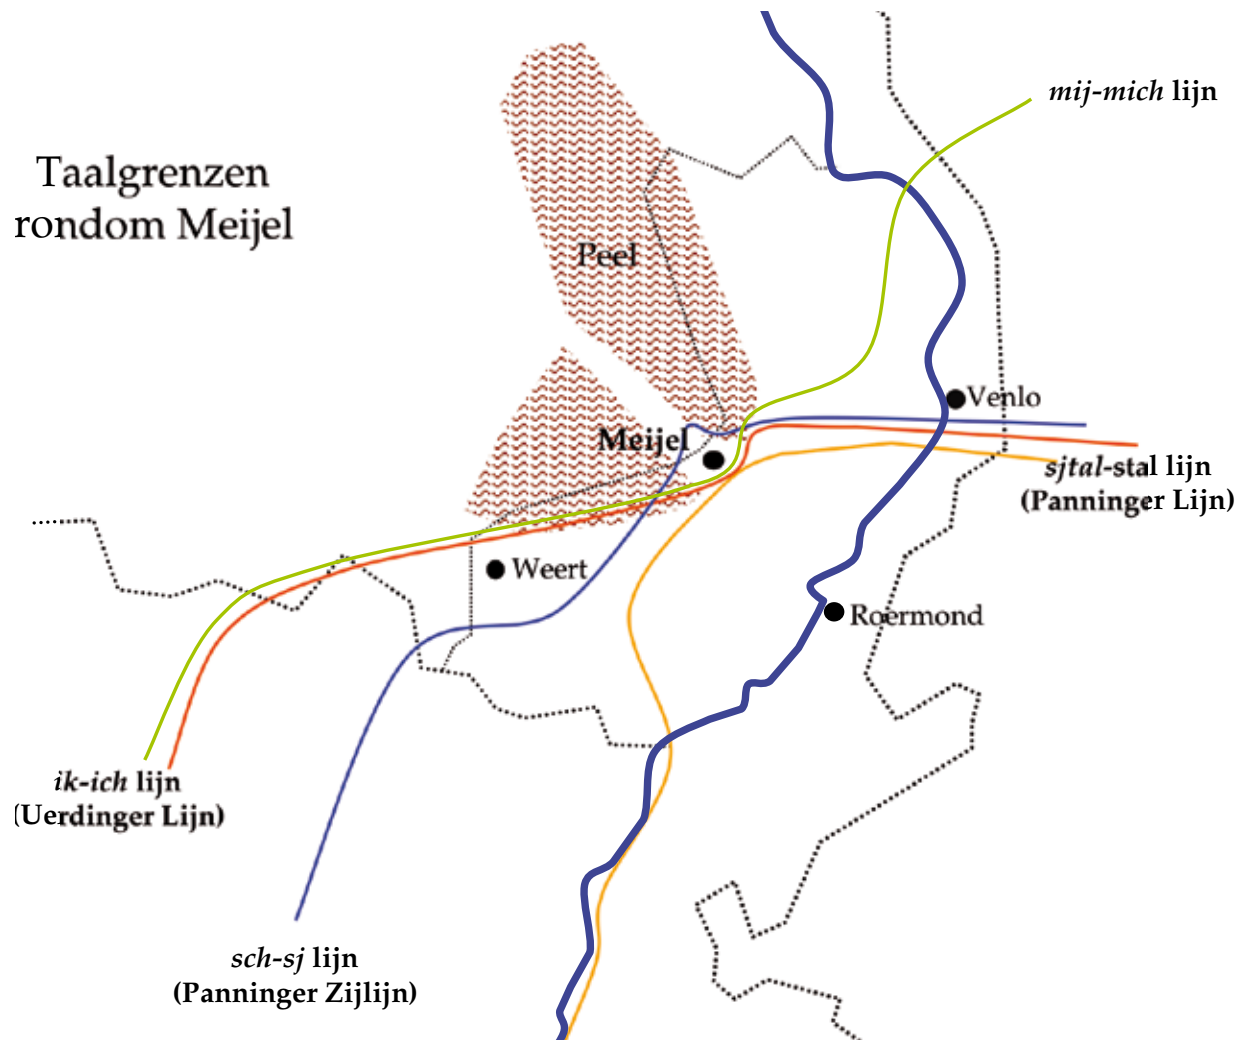 Taalgrenzen
rondom Meijel
mij-mich lijn
Peel
Venlo
Meijel
sjtal-stal lijn
(Panninger Lijn)
Weert
Roermond
ik-ich lijn
(Uerdinger Lijn)
sch-sj lijn
(Panninger Zijlijn)